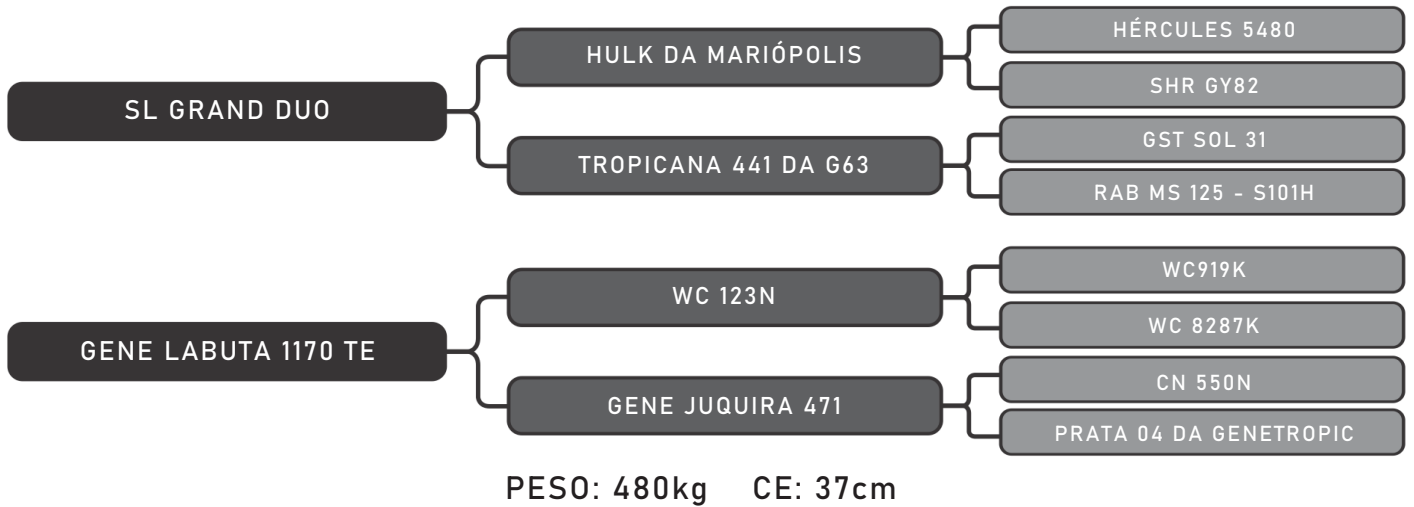 SL GRAND DUO
HULK DA MARIÓPOLIS
HÉRCULES 5480
SHR GY82
TROPICANA 441 DA G63
GST SOL 31
RAB MS 125 - S101H
GENE LABUTA 1170 TE
WC 123N
WC919K
WC 8287K
GENE JUQUIRA 471
CN 550N
PRATA 04 DA GENETROPIC
PESO: 480kg CE: 37cm